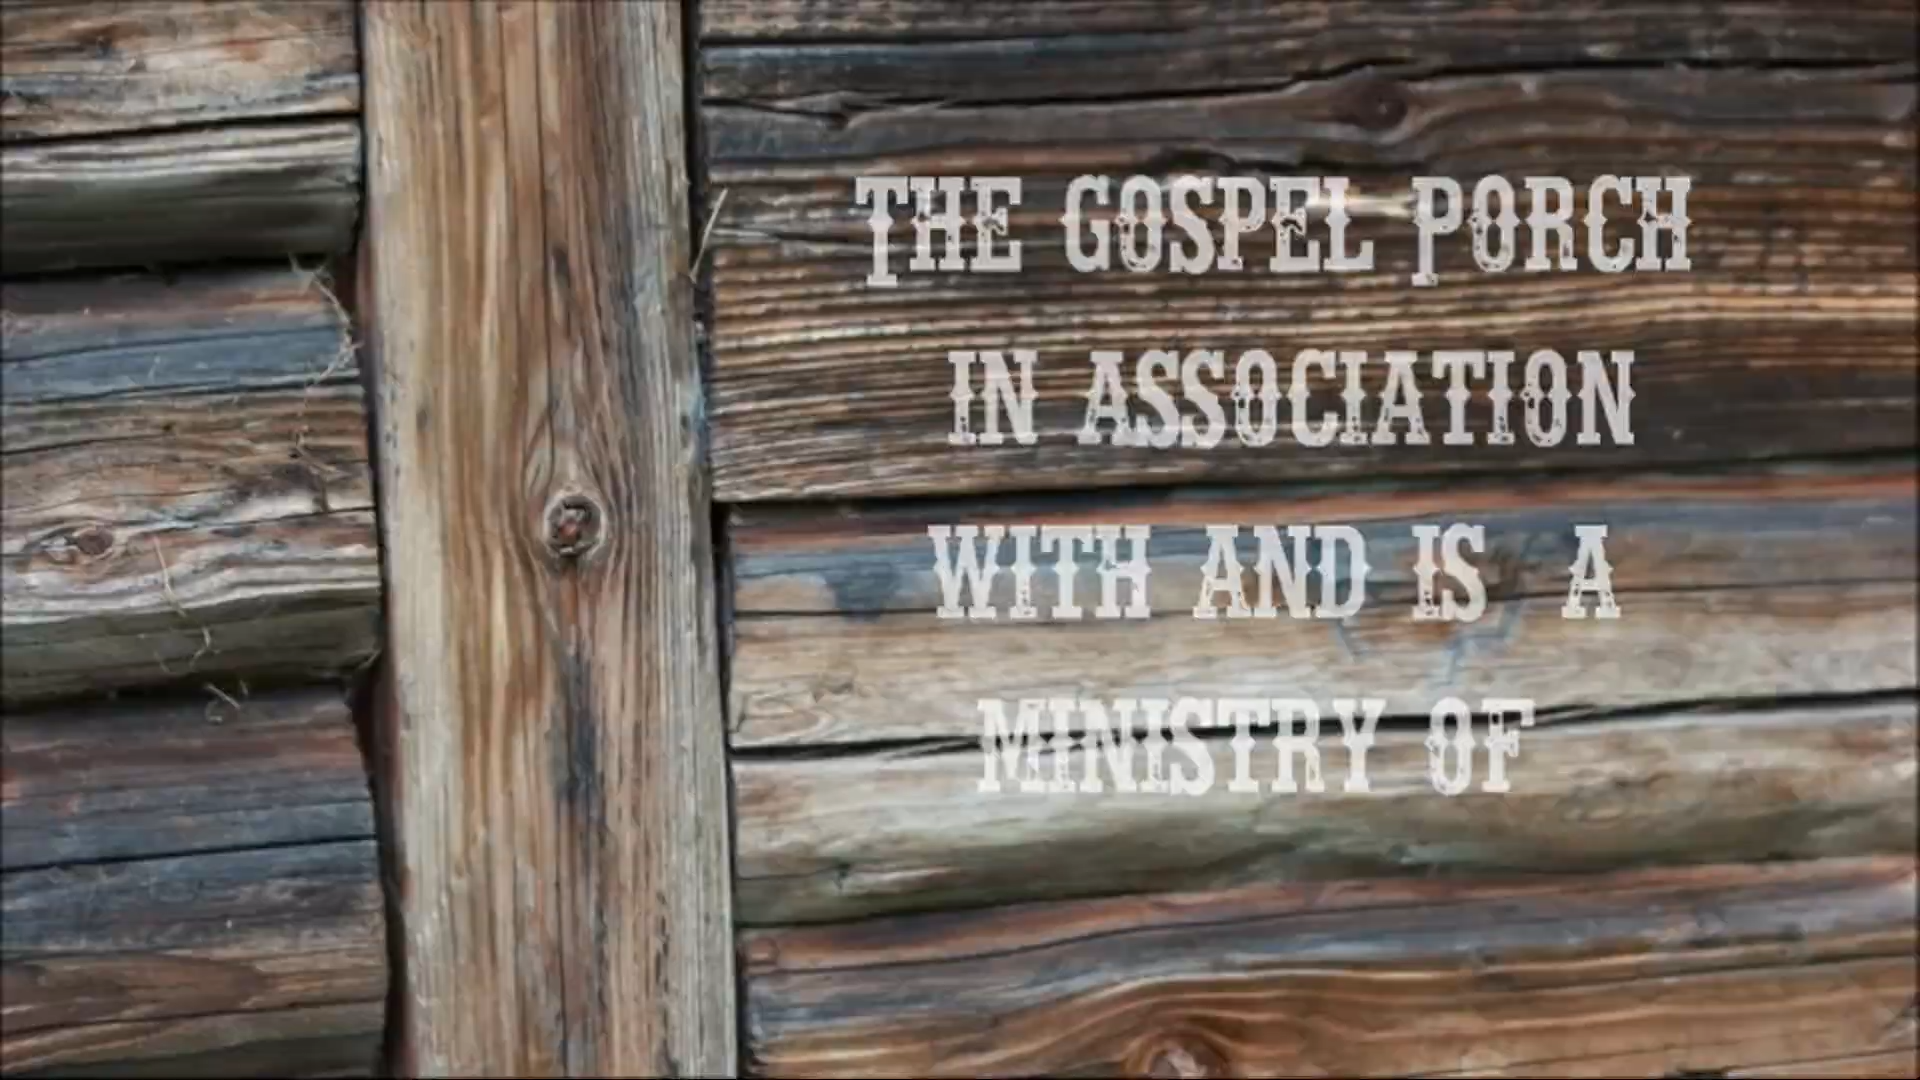 THE GOSPEL PORCH
IN ASSOCIATION
WITH AND IS A
MINISTRY OF